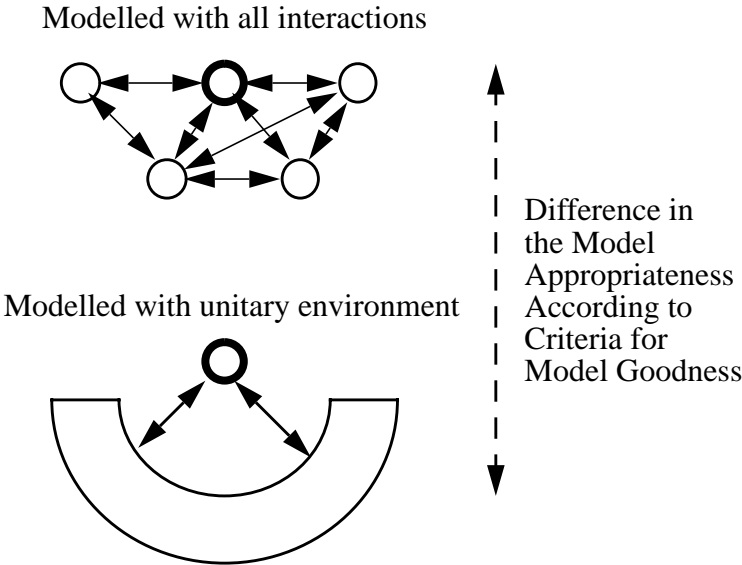 Modelled with all interactions
Difference in
the Model
Appropriateness
According to
Criteria for
Model Goodness
Modelled with unitary environment